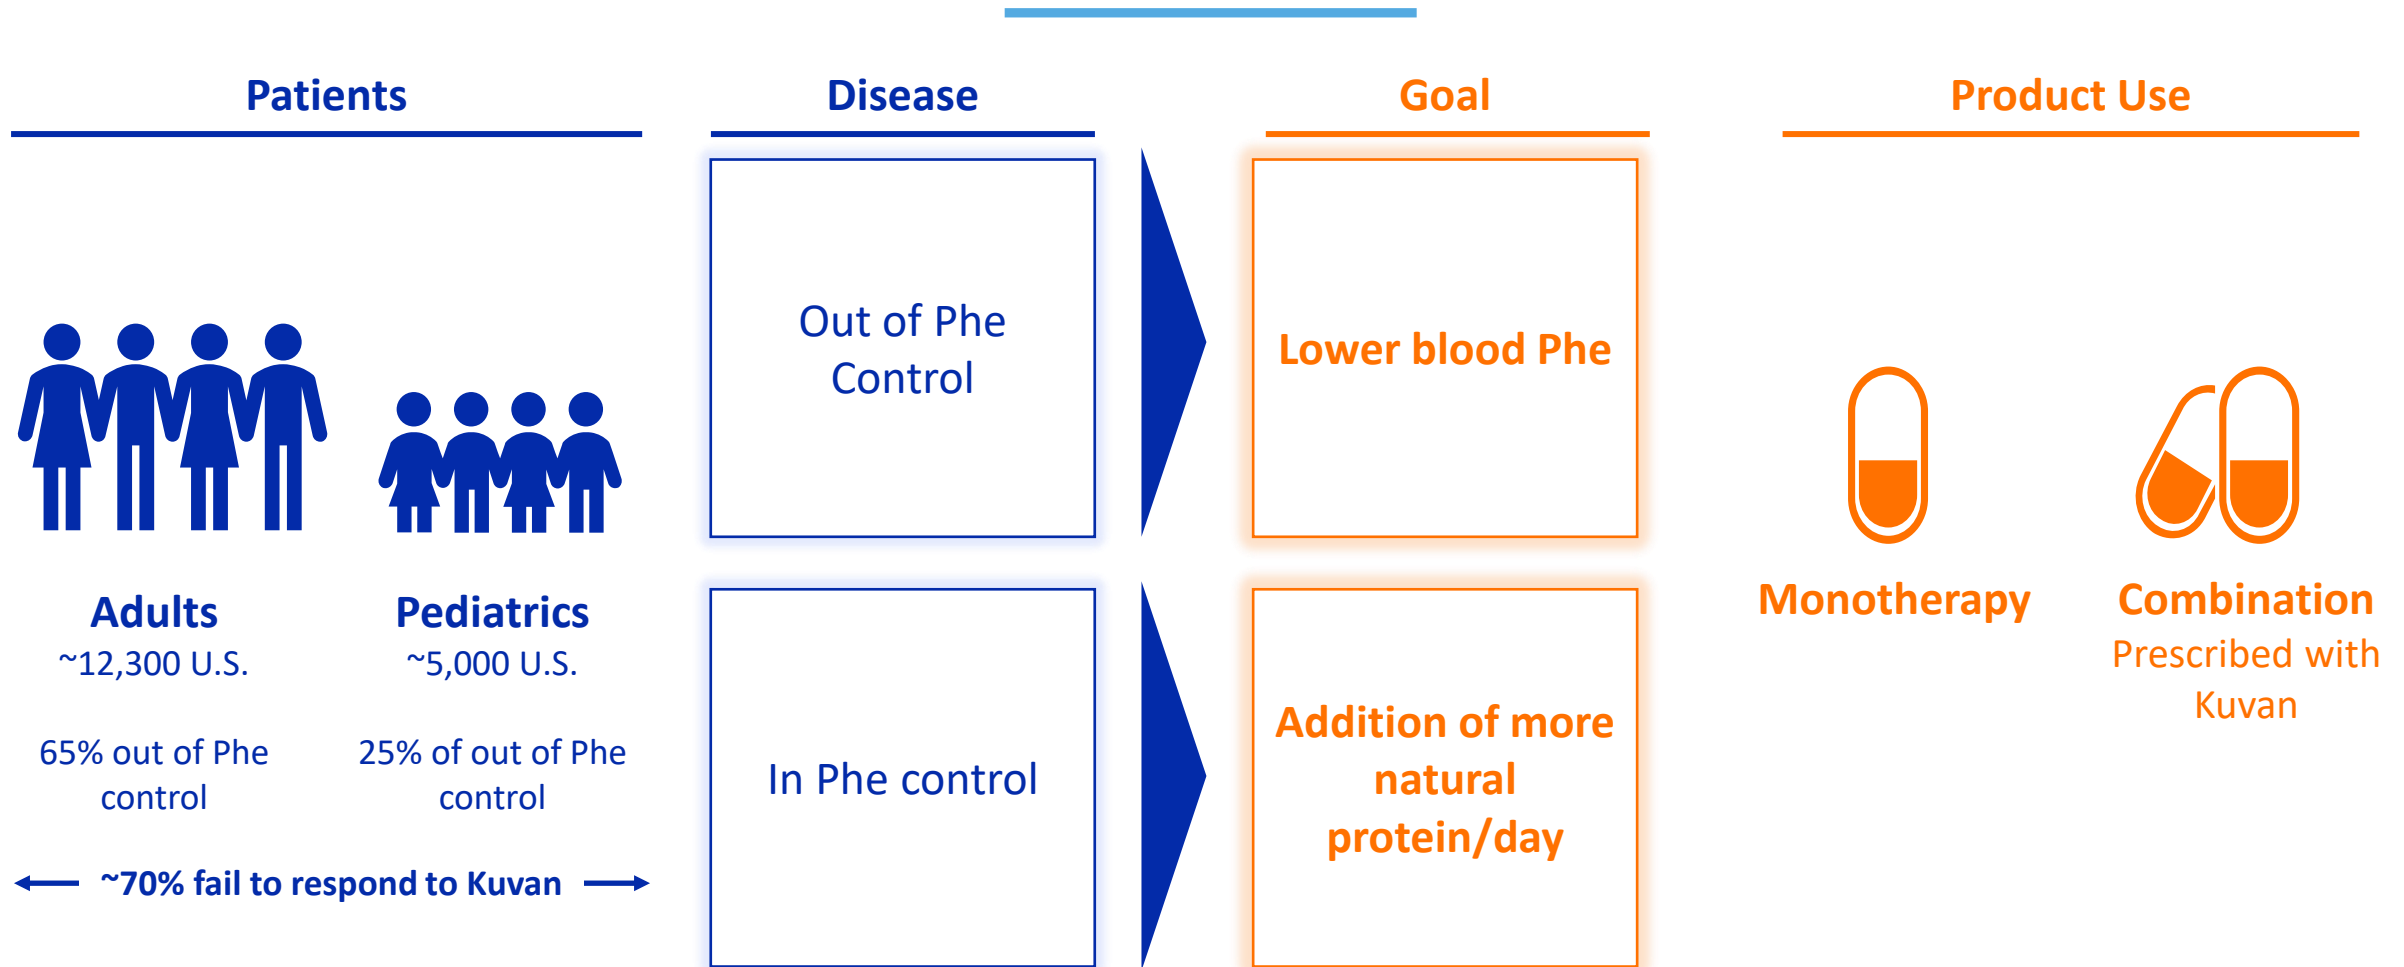 Patients
Disease
Goal
Product Use
Adults
~12,300 U.S.
65% out of Phe
control
Pediatrics
~5,000 U.S.
25% of out of Phe
control
~70% fail to respond to Kuvan
Out of Phe
Control
Lower blood Phe
In Phe control
Addition of more
natural
protein/day
Monotherapy
Combination
Prescribed with
Kuvan